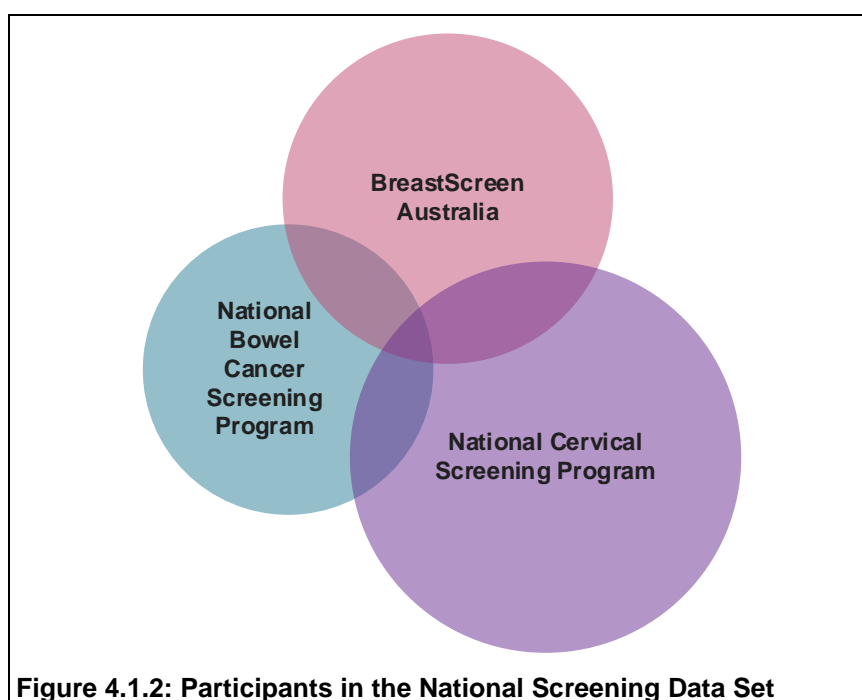 BreastScreen
Australia
National
Bowel
Cancer
Screening
Program
National Cervical
Screening Program
Figure 4.1.2: Participants in the National Screening Data Set